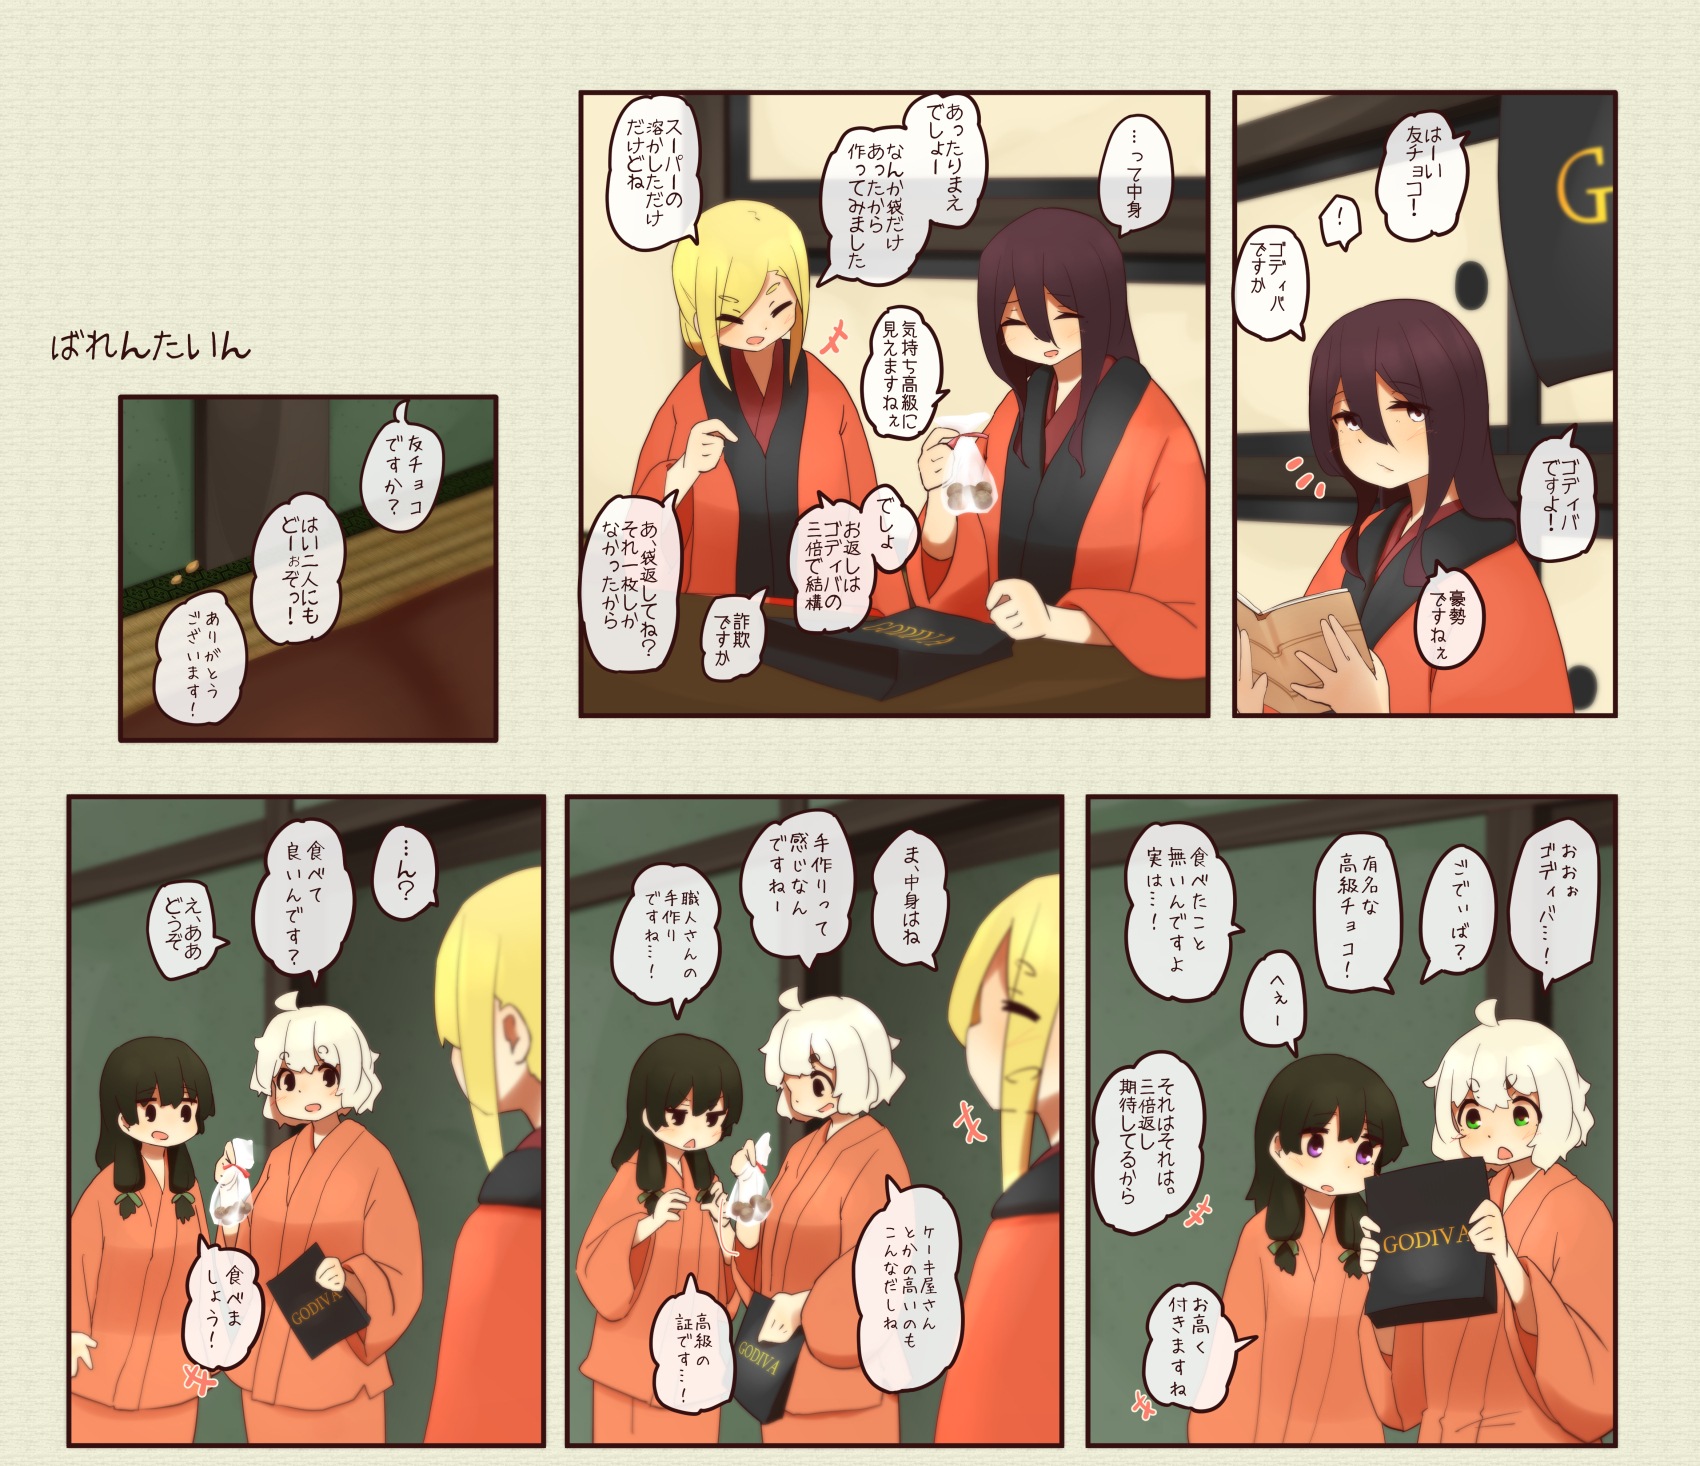 G
はーい
友チョコー!
!
ゴディバ
ですか
ゴディバ
ですよ!
豪勢
ですねぇ
…って中身
あったりまえ
でしょー
なんか袋だけ
あったから
作ってみました
スーパーの
溶かしただけ
だけどね
気持ち高級に
見えますねぇ
でしょ
お返しは
ゴディバの
三倍で結構
詐欺
ですか
あ、袋返してね?
それ一枚しか
なかったから
GODIVA
ばれんたいん
友チョコ
ですか?
はい二人にも
どーぉぞっ!
ありがとう
ございます!
おおぉ
ゴディバ…!
ごでぃば?
有名な
高級チョコ!
食べたこと
無いんですよ
実は…!
へぇー
それはそれは。
三倍返し
期待してるから
お高く
付きますね
GODIVA
ま、中身はね
手作りって
感じなん
ですねー
職人さんの
手作り
ですね…!
ケーキ屋さん
とかの高いのも
こんなだしね
高級の
証です…!
GODIVA
…ん?
食べて
良いんです?
え、ああ
どうぞ
食べま
しょう!
GODIVA